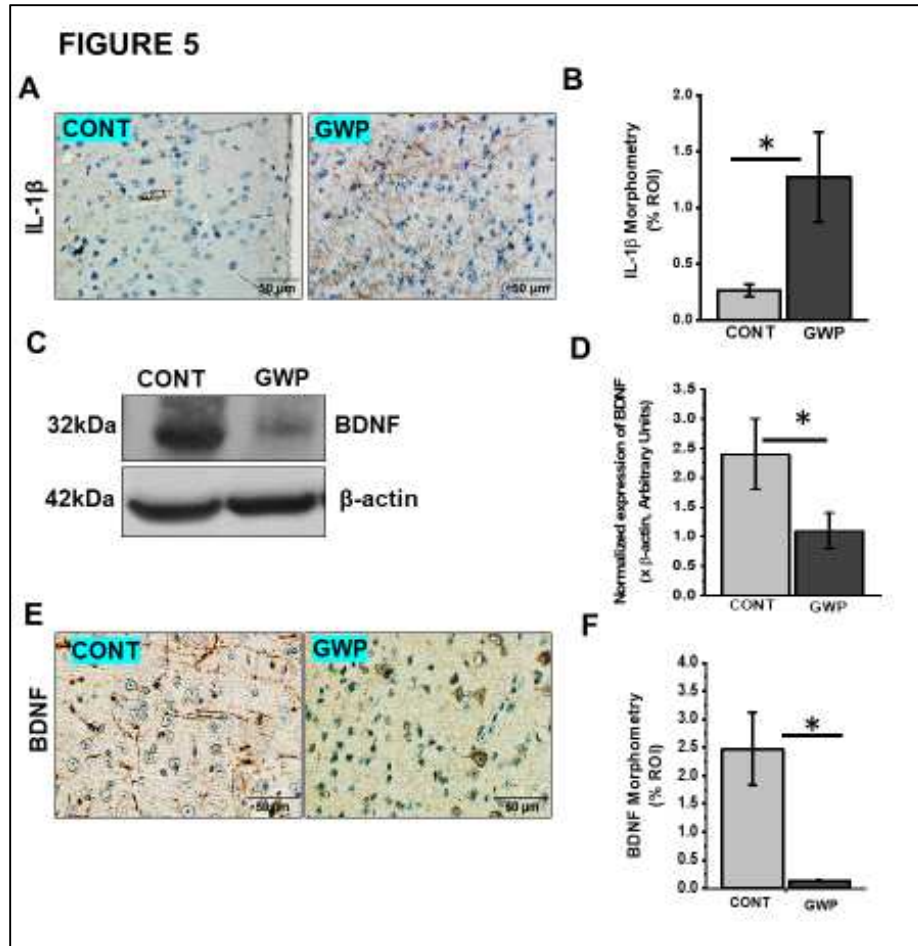 FIGURE 5
A
CONT
GWP
IL-1β
50 µm
50 µm
B
IL-1β Morphometry
(% ROI)
2.0
1.5
1.0
0.5
0.0
*
CONT
GWP
C
CONT
GWP
32kDa
BDNF
42kDa
β-actin
D
Normalized expression of BDNF
(x β-actin, Arbitrary Units)
3.5
3.0
2.5
2.0
1.5
1.0
0.5
0.0
*
CONT
GWP
E
CONT
GWP
BDNF
50 µm
50 µm
F
BDNF Morphometry
(% ROI)
4.0
3.5
3.0
2.5
2.0
1.5
1.0
0.5
0.0
*
CONT
GWP